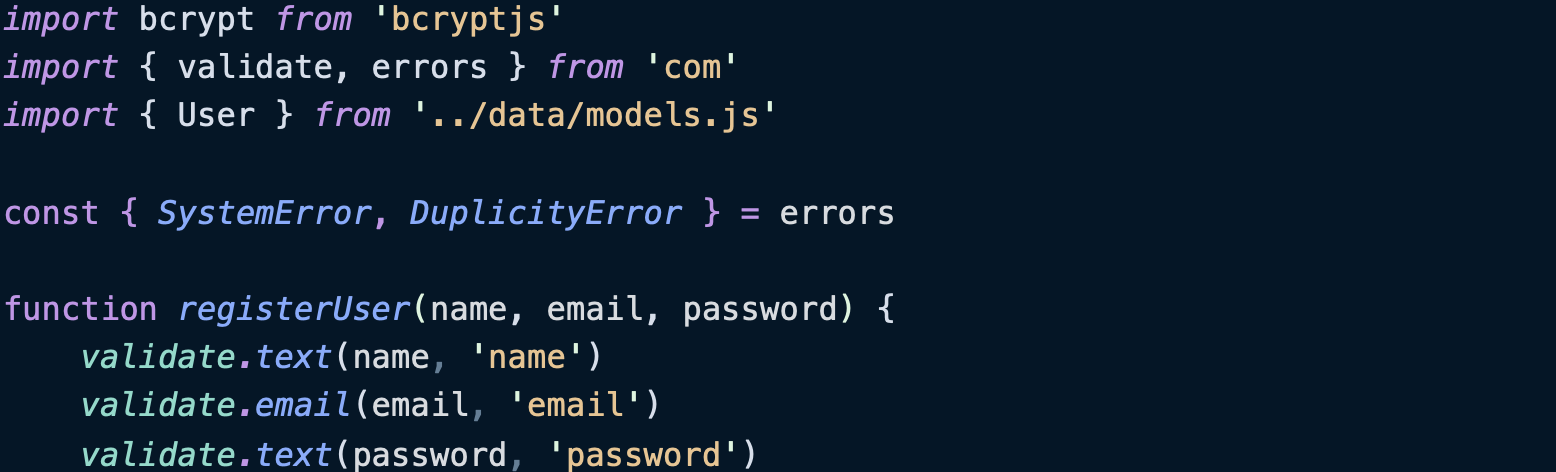 import bcrypt from 'bcryptjs'
import { validate, errors } from 'com'
import { User } from '../data/models.js'
const { SystemError, DuplicityError } = errors
function registerUser(name, email, password) {
    validate.text(name, 'name')
    validate.email(email, 'email')
    validate.text(password, 'password')